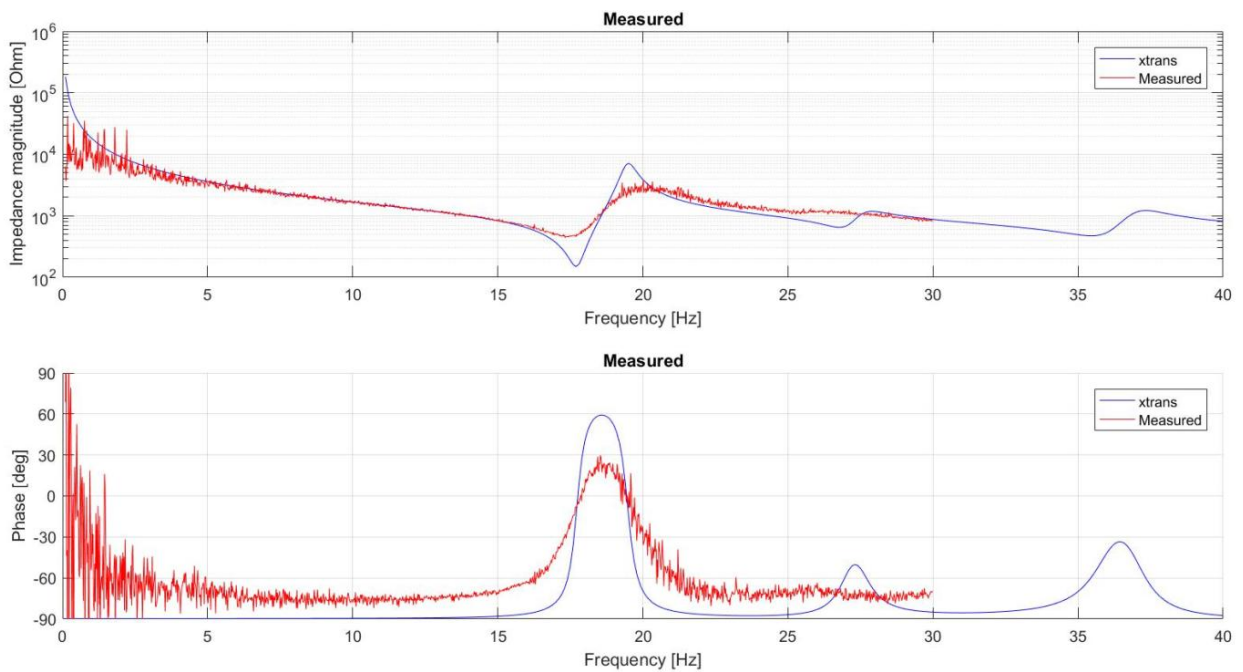 Measured
Impedance magnitude [Ohm]
10^6
10^5
10^4
10^3
10^2
xtrans
Measured
0 5 10 15 20 25 30 35 40
Frequency [Hz]
Measured
Phase [deg]
90
60
30
0
-30
-60
-90
xtrans
Measured
0 5 10 15 20 25 30 35 40
Frequency [Hz]